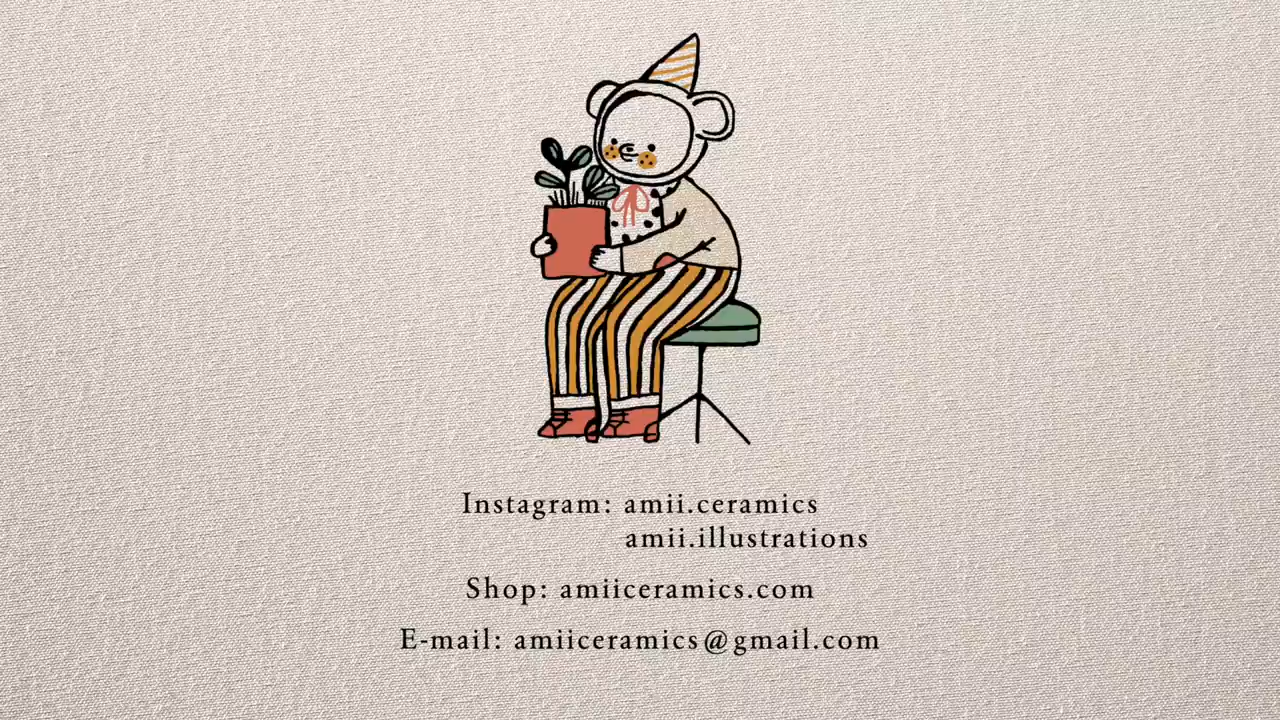 Instagram: amii.ceramics
amii.illustrations
Shop: amiiceramics.com
E-mail: amiiceramics@gmail.com